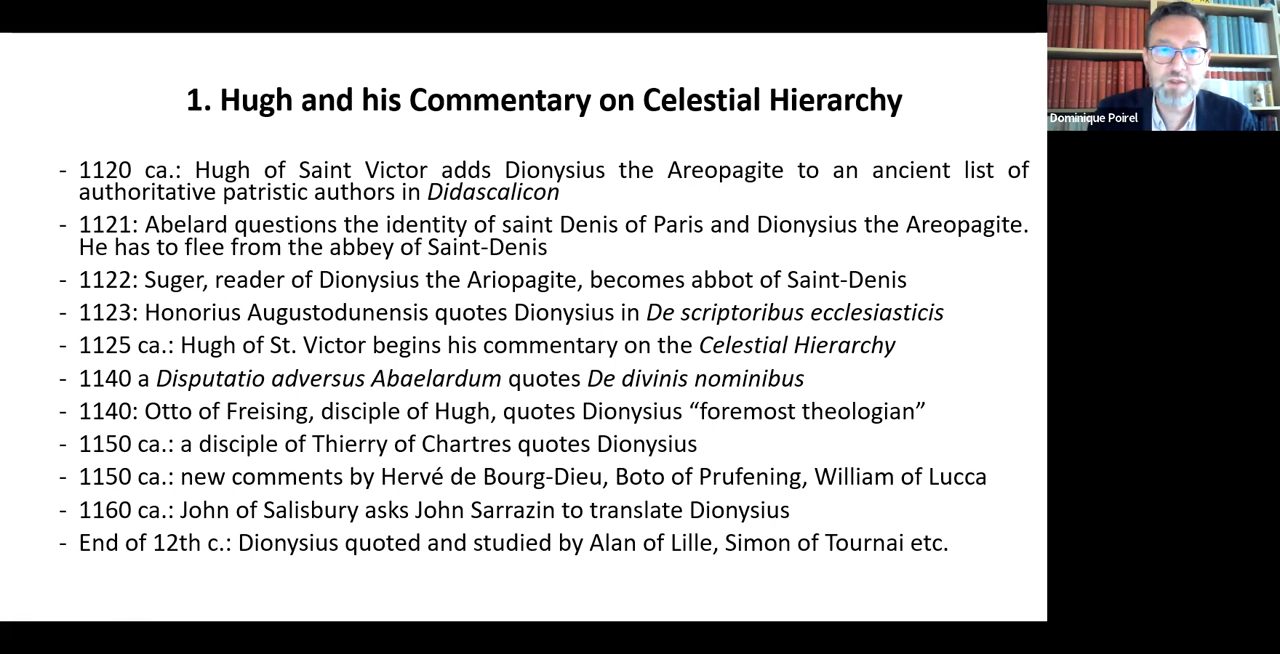 1. Hugh and his Commentary on Celestial Hierarchy
Dominique Poirel
- 1120 ca.: Hugh of Saint Victor adds Dionysius the Areopagite to an ancient list of
authoritative patristic authors in Didascalicon
- 1121: Abelard questions the identity of saint Denis of Paris and Dionysius the Areopagite.
He has to flee from the abbey of Saint-Denis
- 1122: Suger, reader of Dionysius the Ariopagite, becomes abbot of Saint-Denis
- 1123: Honorius Augustodunensis quotes Dionysius in De scriptoribus ecclesiasticis
- 1125 ca.: Hugh of St. Victor begins his commentary on the Celestial Hierarchy
- 1140 a Disputatio adversus Abaelardum quotes De divinis nominibus
- 1140: Otto of Freising, disciple of Hugh, quotes Dionysius “foremost theologian”
- 1150 ca.: a disciple of Thierry of Chartres quotes Dionysius
- 1150 ca.: new comments by Hervé de Bourg-Dieu, Boto of Prufening, William of Lucca
- 1160 ca.: John of Salisbury asks John Sarrazin to translate Dionysius
- End of 12th c.: Dionysius quoted and studied by Alan of Lille, Simon of Tournai etc.